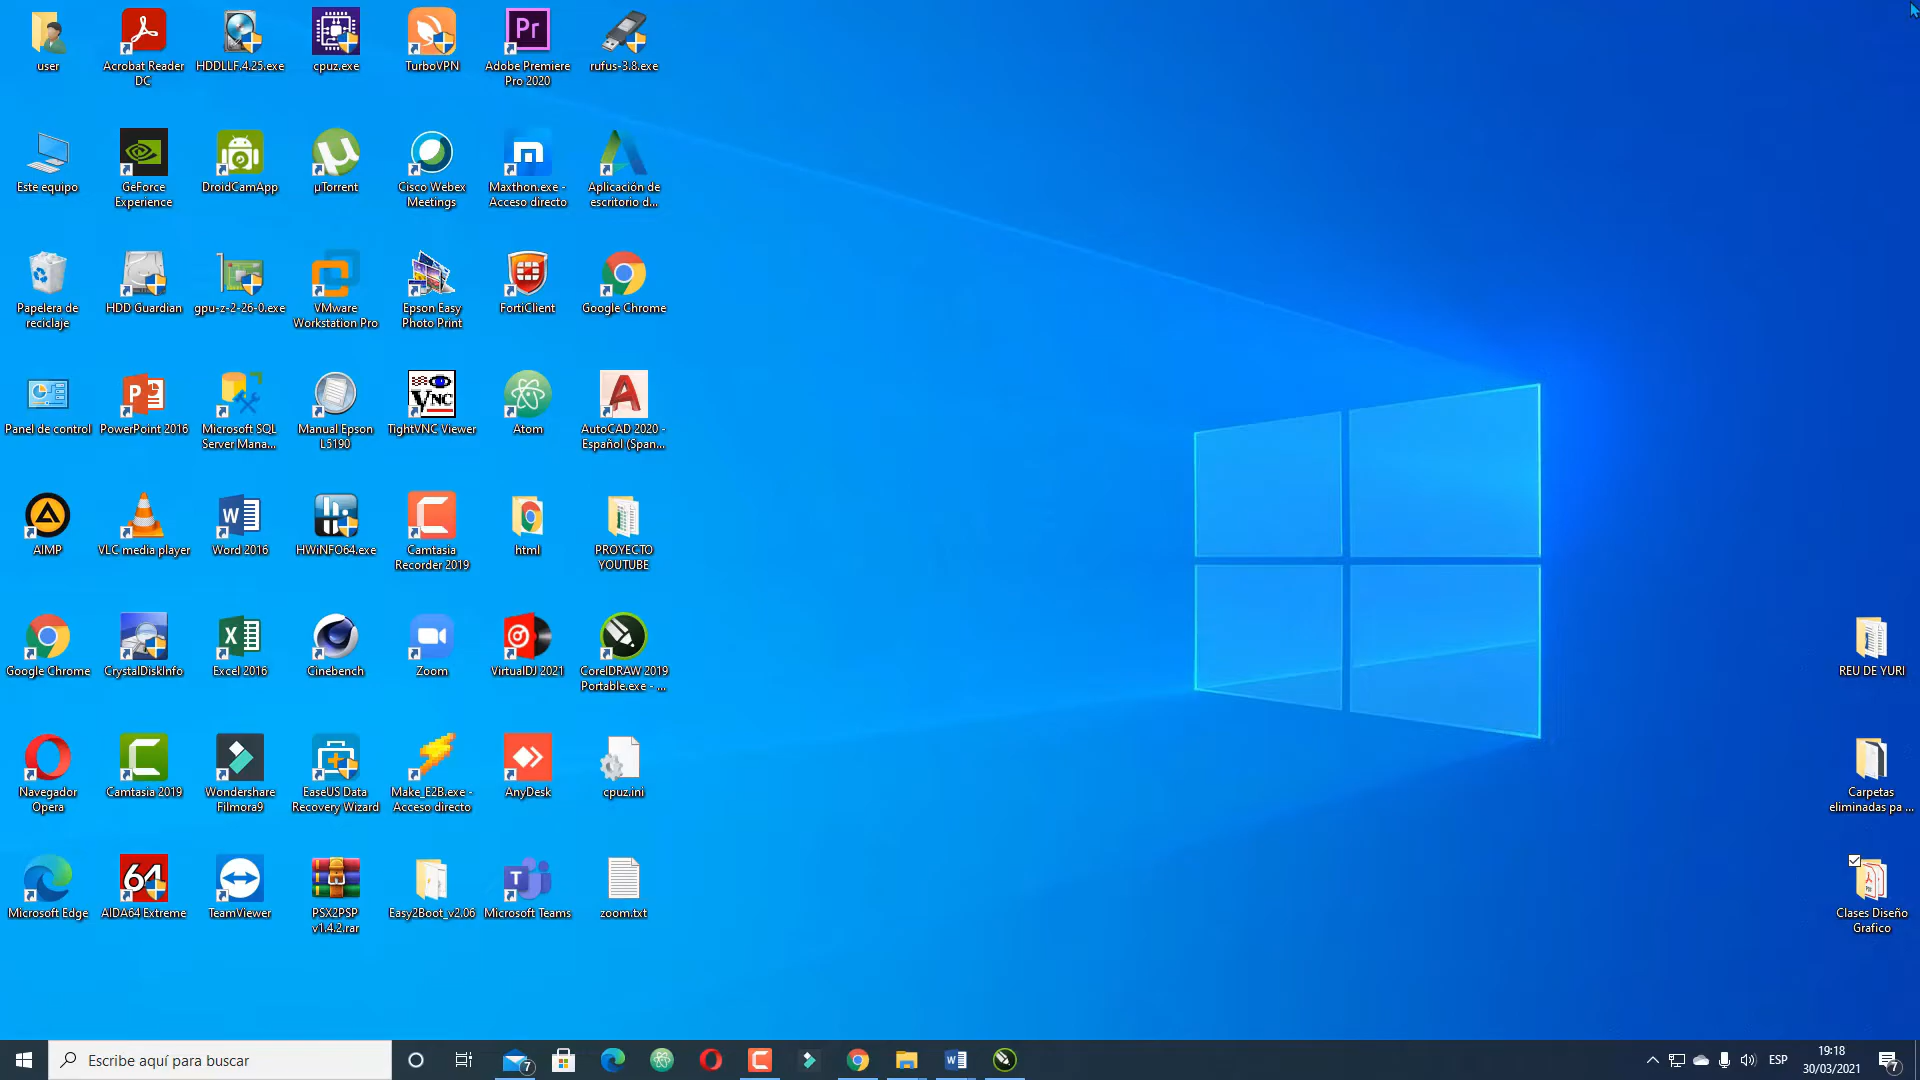 user
Acrobat Reader
DC
HDDLLF.4.25.exe
cpuz.exe
TurboVPN
Pr
Adobe Premiere
Pro 2020
rufus-3.8.exe
Este equipo
GeForce
Experience
DroidCamApp
µTorrent
Cisco Webex
Meetings
Maxthon.exe -
Acceso directo
Aplicación de
escritorio d...
Papelera de
reciclaje
HDD Guardian
gpu-z-2-26-0.exe
VMware
Workstation Pro
Epson Easy
Photo Print
FortiClient
Google Chrome
Panel de control
PowerPoint 2016
Microsoft SQL
Server Mana...
Manual Epson
L5190
VNC
TightVNC Viewer
Atom
AutoCAD 2020 -
Español (Span...
AIMP
VLC media player
Word 2016
HWiNFO64.exe
Camtasia
Recorder 2019
html
PROYECTO
YOUTUBE
Google Chrome
CrystalDiskInfo
Excel 2016
Cinebench
Zoom
VirtualDJ 2021
CorelDRAW 2019
Portable.exe - ...
REU DE YURI
Navegador
Opera
Camtasia 2019
Wondershare
Filmora9
EaseUS Data
Recovery Wizard
Make_E2B.exe -
Acceso directo
AnyDesk
cpuz.ini
Carpetas
eliminadas pa ...
Microsoft Edge
64
AIDA64 Extreme
TeamViewer
PSX2PSP
v1.4.2.rar
Easy2Boot_v2.06
Microsoft Teams
zoom.txt
Clases Diseño
Grafico
Escribe aquí para buscar
7
ESP
19:18
30/03/2021
7